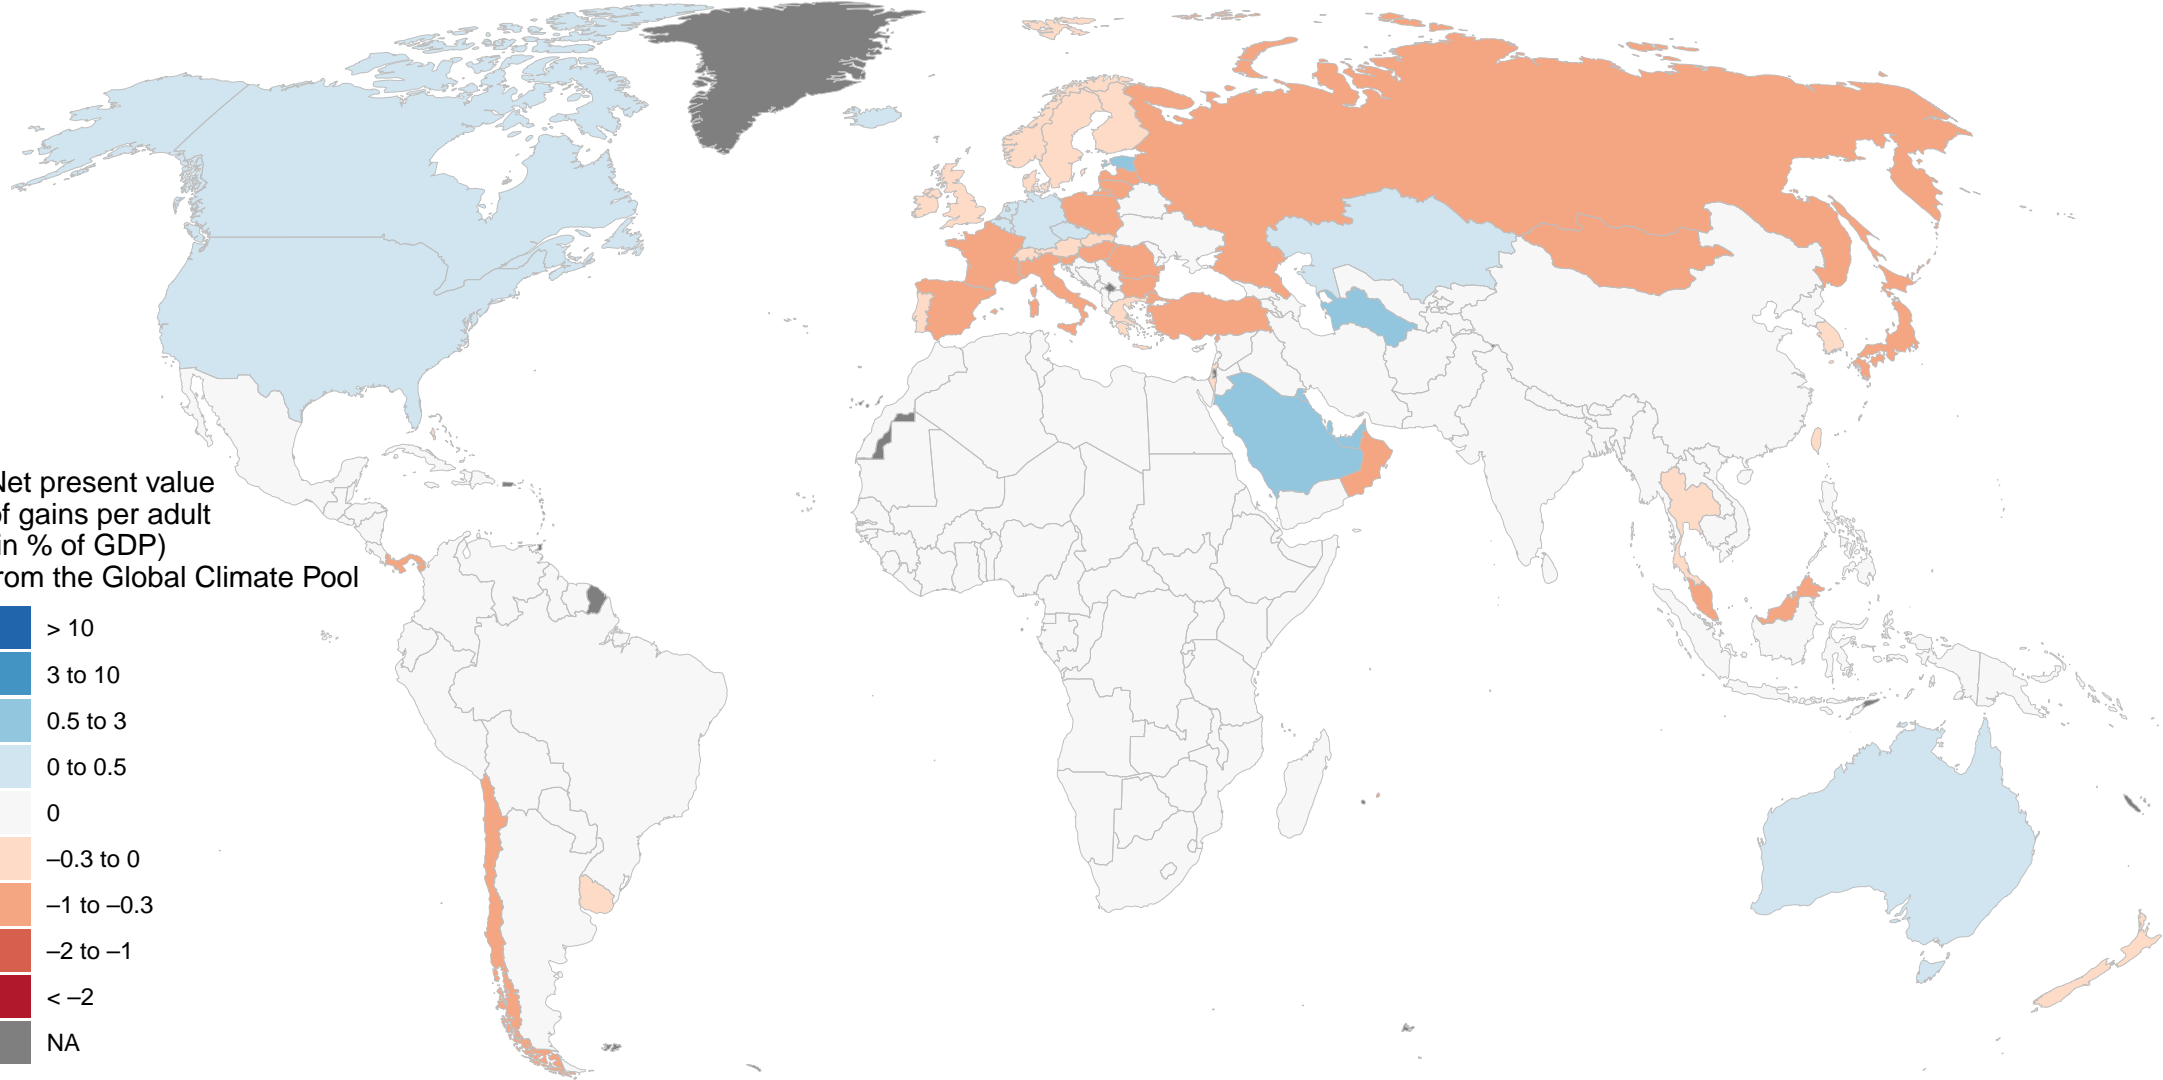 Net present value
of gains per adult
(in % of GDP)
from the Global Climate Pool
> 10
3 to 10
0.5 to 3
0 to 0.5
0
–0.3 to 0
–1 to –0.3
–2 to –1
< –2
NA